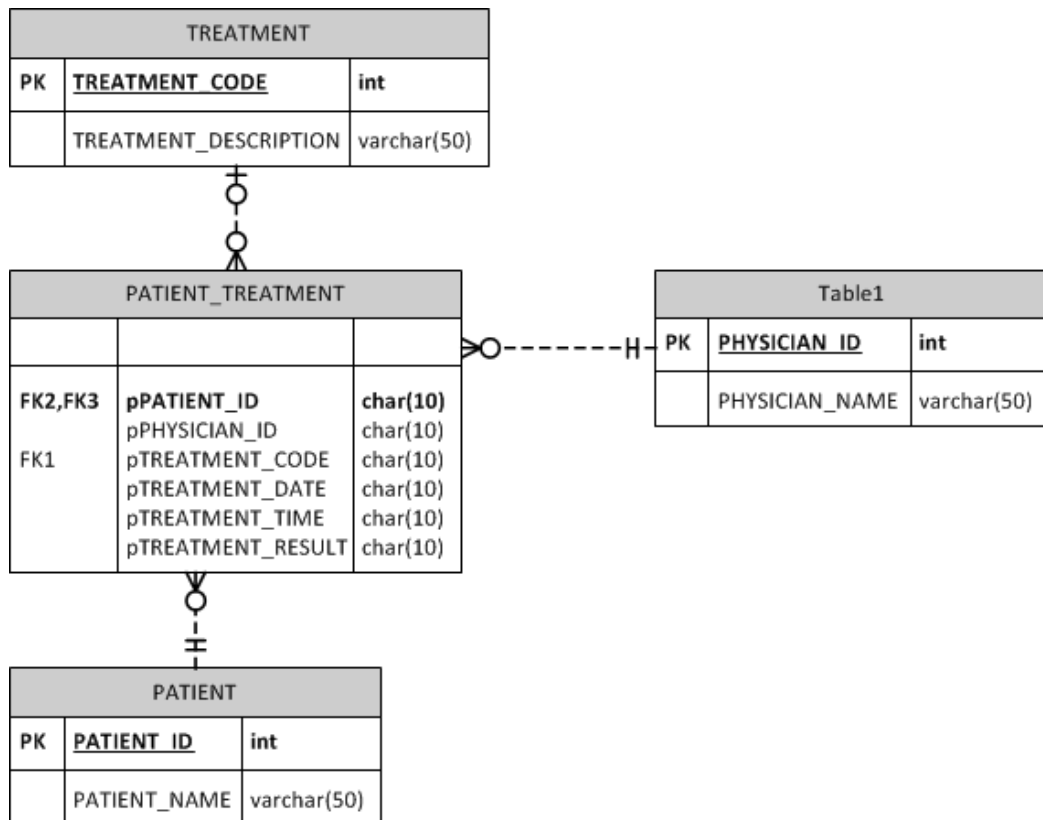 TREATMENT
PK TREATMENT_CODE int
TREATMENT_DESCRIPTION varchar(50)
PATIENT_TREATMENT
FK2,FK3 pPATIENT_ID char(10)
pPHYSICIAN_ID char(10)
FK1 pTREATMENT_CODE char(10)
pTREATMENT_DATE char(10)
pTREATMENT_TIME char(10)
pTREATMENT_RESULT char(10)
Table1
PK PHYSICIAN_ID int
PHYSICIAN_NAME varchar(50)
PATIENT
PK PATIENT_ID int
PATIENT_NAME varchar(50)